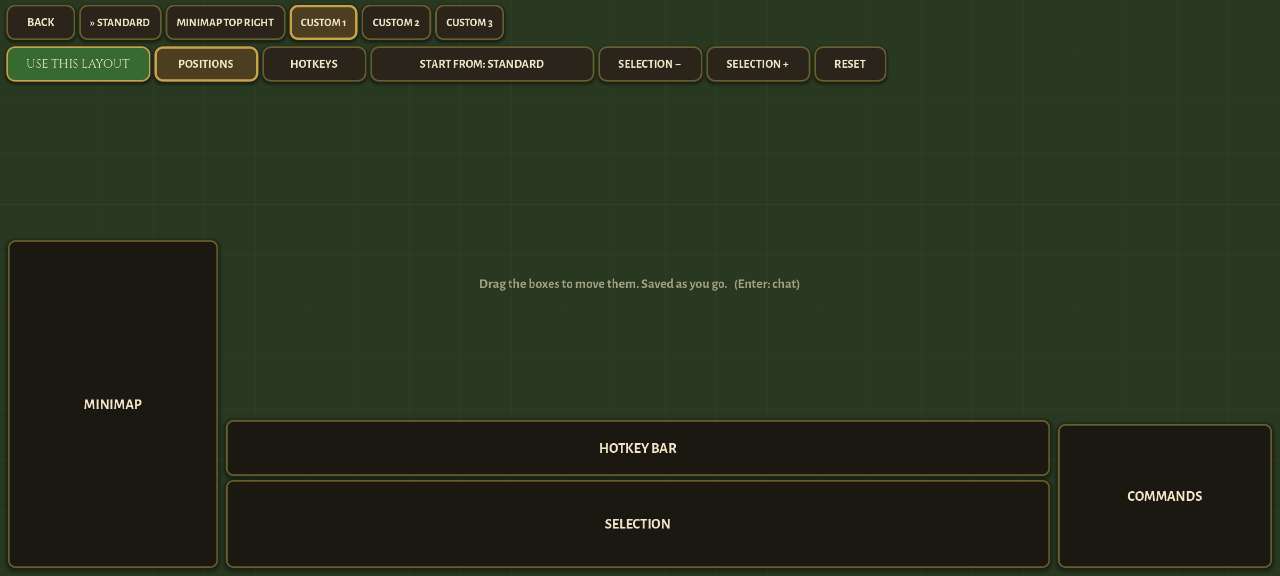 BACK » STANDARD MINIMAP TOP RIGHT CUSTOM 1 CUSTOM 2 CUSTOM 3
USE THIS LAYOUT POSITIONS HOTKEYS START FROM: STANDARD SELECTION – SELECTION + RESET
Drag the boxes to move them. Saved as you go. (Enter: chat)
MINIMAP
HOTKEY BAR
COMMANDS
SELECTION